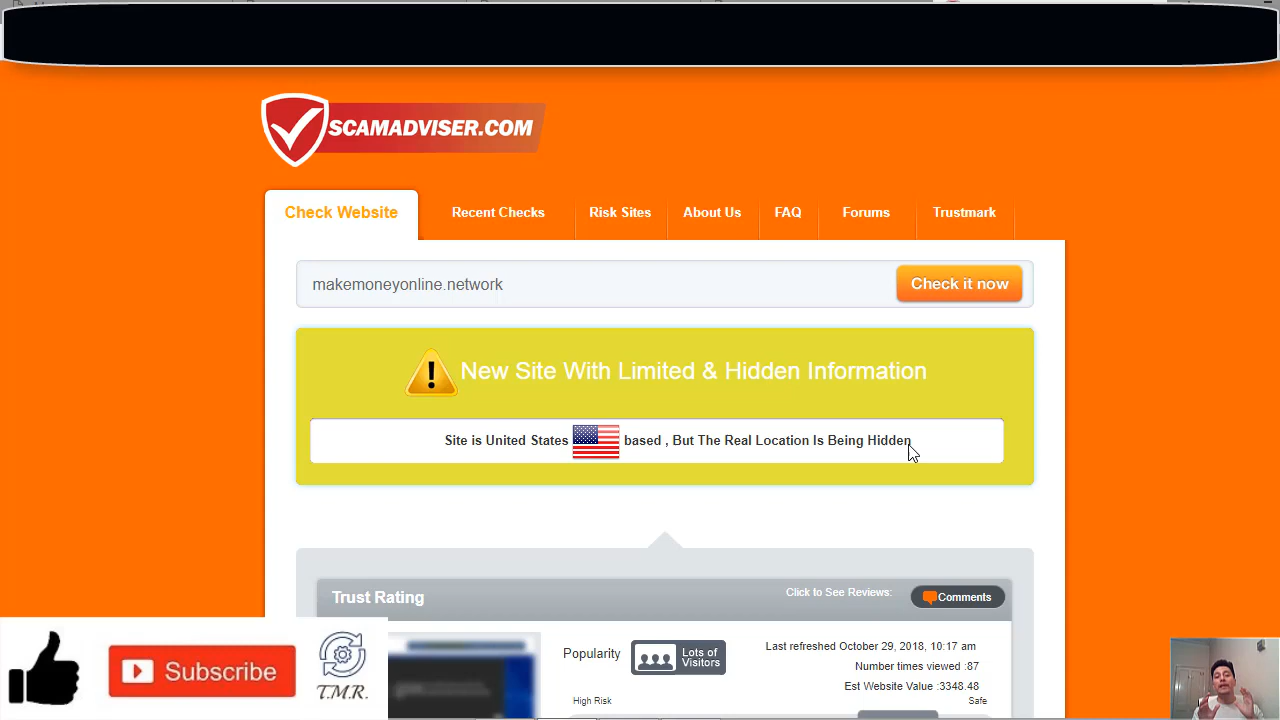 SCAMADVISER.COM
Check Website
Recent Checks
Risk Sites
About Us
FAQ
Forums
Trustmark
makemoneyonline.network
Check it now
New Site With Limited & Hidden Information
Site is United States based , But The Real Location Is Being Hidden
Trust Rating
Click to See Reviews:
Comments
Popularity
Lots of
Visitors
Last refreshed October 29, 2018, 10:17 am
Number times viewed :87
Est Website Value :3348.48
High Risk
Safe
Subscribe
T.M.R.